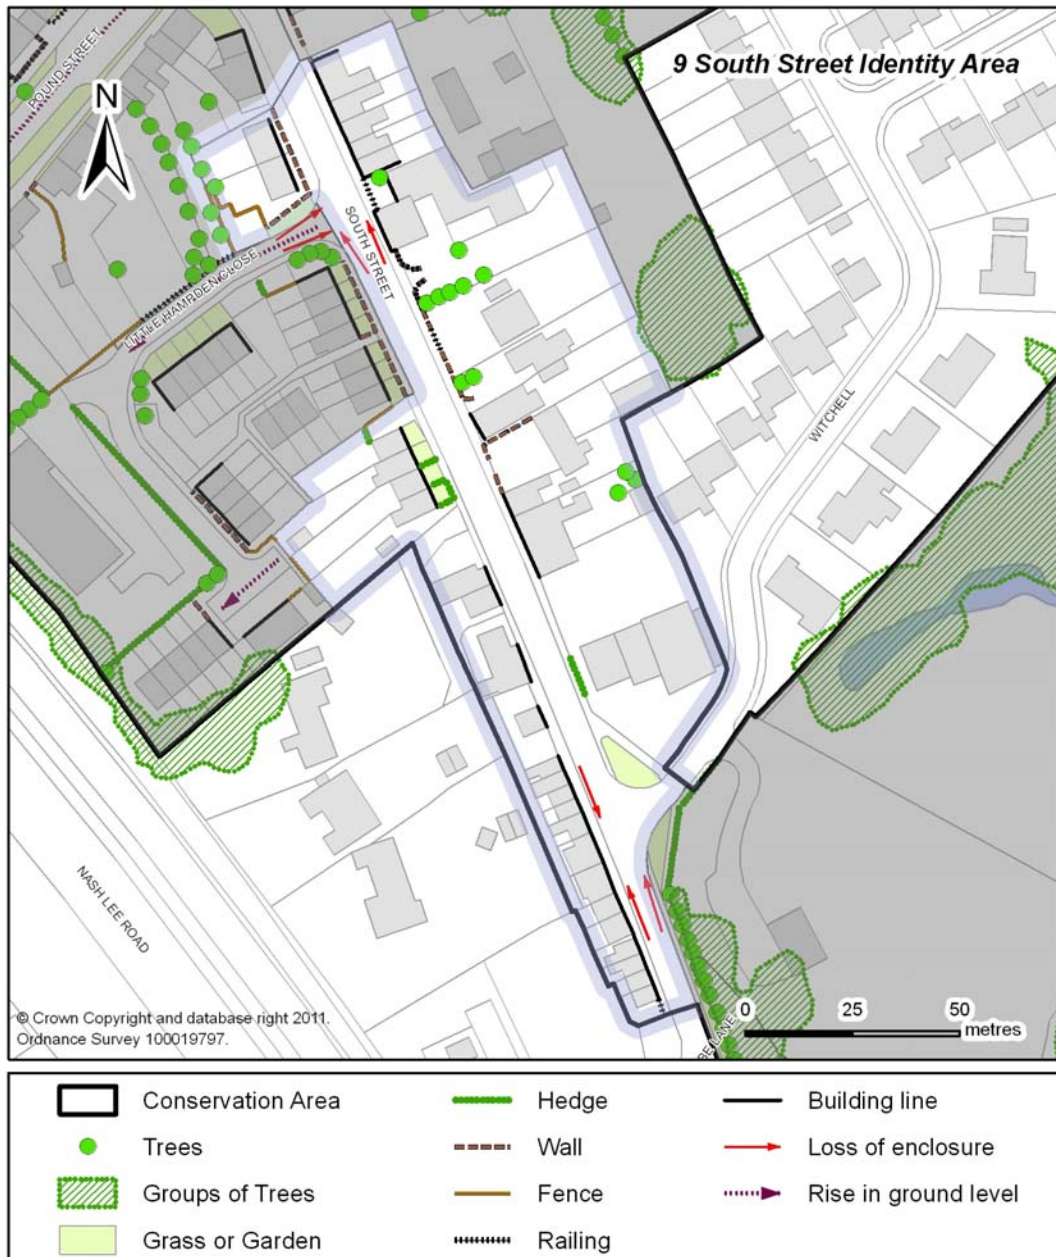 9 South Street Identity Area
POUND STREET
N
SOUTH STREET
LITTLE HAMPDEN CLOSE
WITCHELL
NASH LEE ROAD
© Crown Copyright and database right 2011.
Ordnance Survey 100019797.
0 25 50
metres
BE LANE
Conservation Area
Hedge
Building line
Trees
Wall
Loss of enclosure
Groups of Trees
Fence
Rise in ground level
Grass or Garden
Railing